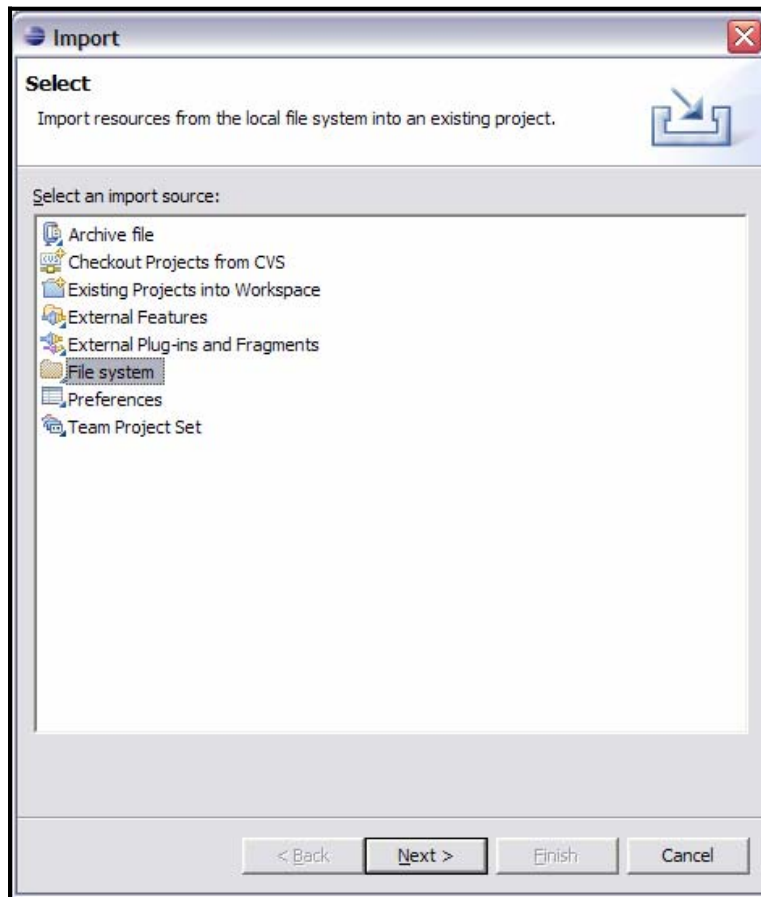 Import
Select
Import resources from the local file system into an existing project.
Select an import source:
Archive file
Checkout Projects from CVS
Existing Projects into Workspace
External Features
External Plug-ins and Fragments
File system
Preferences
Team Project Set
< Back Next > Finish Cancel